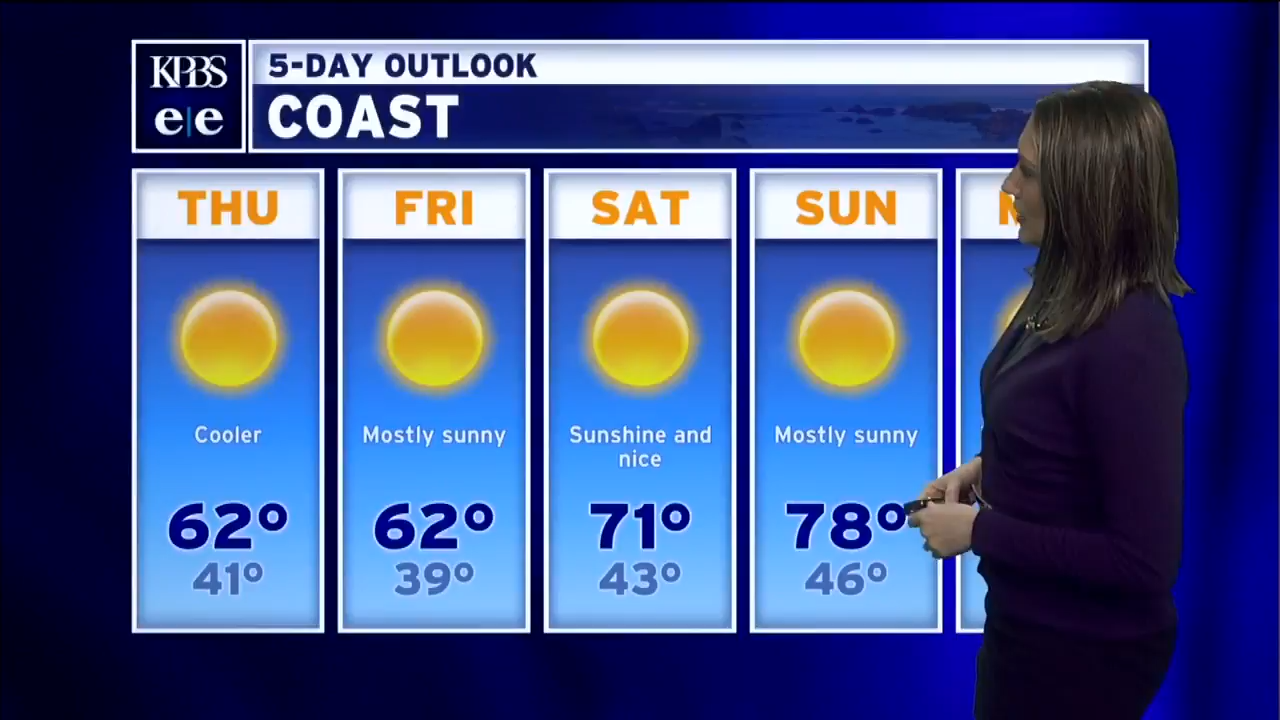 KPBS
e|e
5-DAY OUTLOOK
COAST
THU
FRI
SAT
SUN
Cooler
Mostly sunny
Sunshine and
nice
Mostly sunny
62°
62°
71°
78°
41°
39°
43°
46°